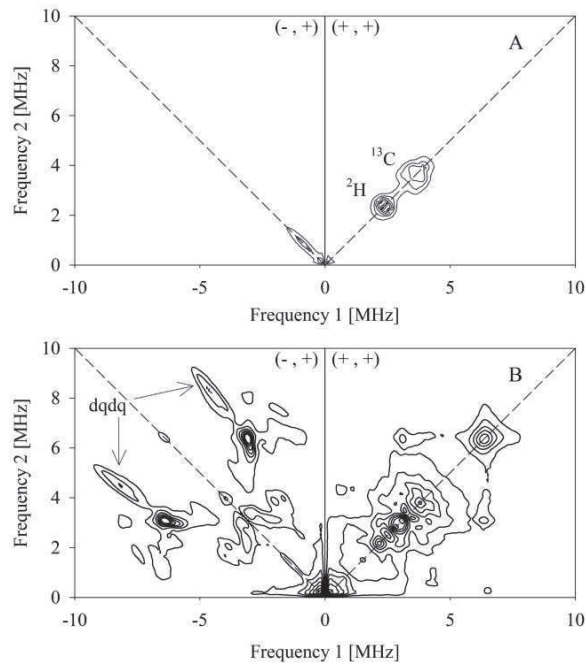 10
(- , +)
(+ , +)
A
8
Frequency 2 [MHz]
6
¹³C
4
²H
2
0
-10
-5
0
5
10
Frequency 1 [MHz]
10
(- , +)
(+ , +)
B
8
dqdq
Frequency 2 [MHz]
6
4
2
0
-10
-5
0
5
10
Frequency 1 [MHz]